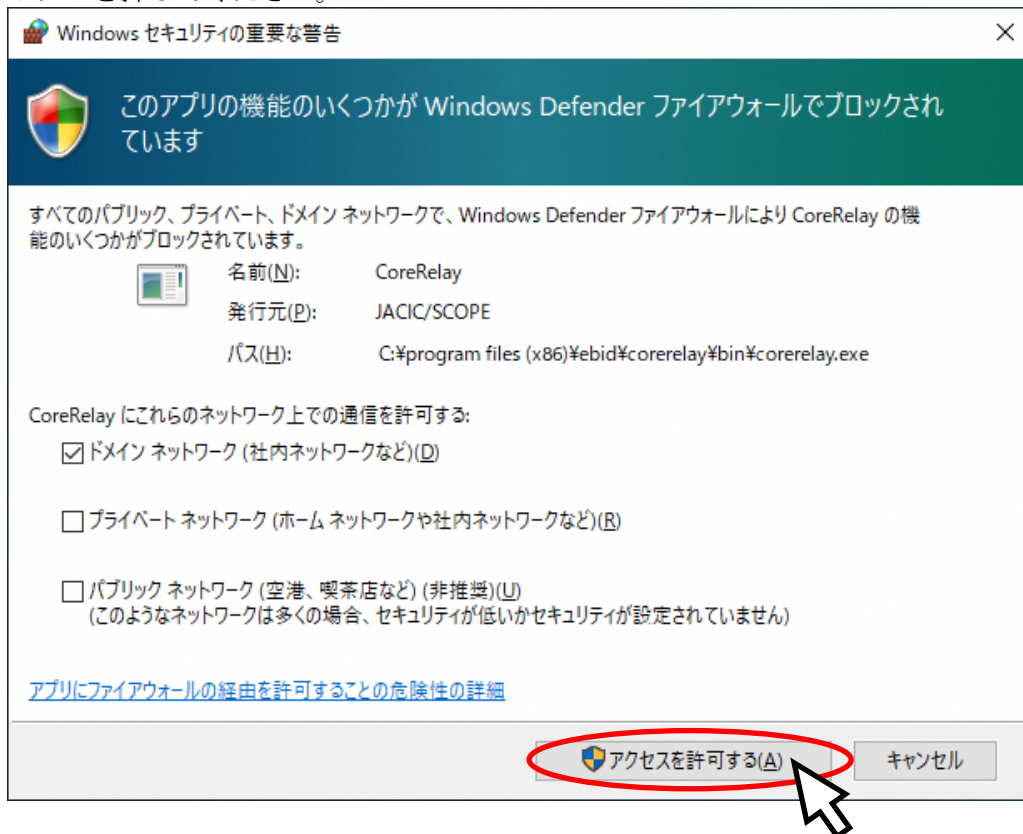 Windows セキュリティの重要な警告
このアプリの機能のいくつかが Windows Defender ファイアウォールでブロックされ
ています
すべてのパブリック、プライベート、ドメイン ネットワークで、Windows Defender ファイアウォールにより CoreRelay の機
能のいくつかがブロックされています。
名前(N): CoreRelay
発行元(P): JACIC/SCOPE
パス(H): C:¥program files (x86)¥ebid¥corerelay¥bin¥corerelay.exe
CoreRelay にこれらのネットワーク上での通信を許可する:
ドメイン ネットワーク (社内ネットワークなど)(D)
プライベート ネットワーク (ホーム ネットワークや社内ネットワークなど)(R)
パブリック ネットワーク (空港、喫茶店など) (非推奨)(U)
(このようなネットワークは多くの場合、セキュリティが低いかセキュリティが設定されていません)
アプリにファイアウォールの経由を許可することの危険性の詳細
アクセスを許可する(A) キャンセル